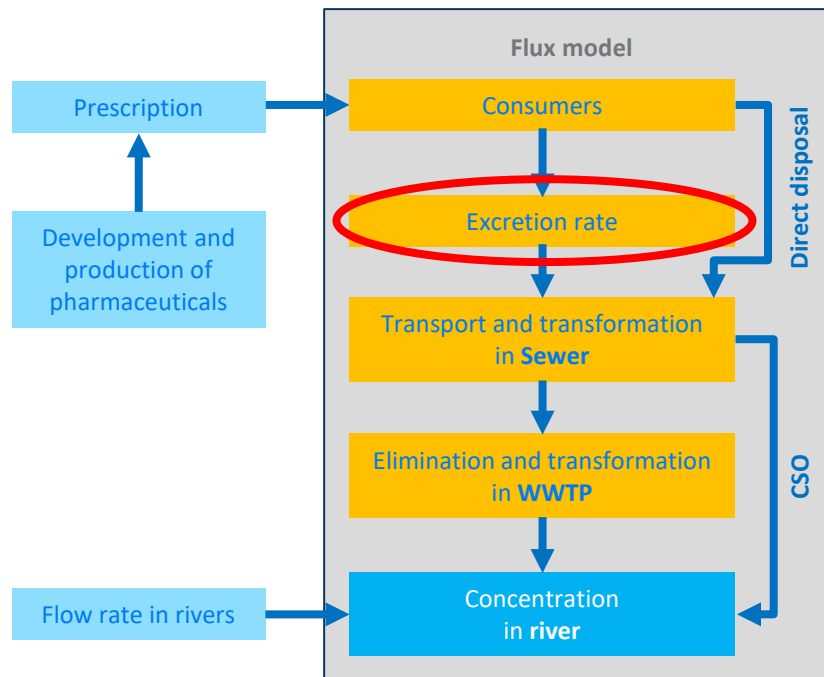 Flux model
Prescription
Consumers
Direct disposal
Excretion rate
Development and
production of
pharmaceuticals
Transport and transformation
in Sewer
CSO
Elimination and transformation
in WWTP
Flow rate in rivers
Concentration
in river